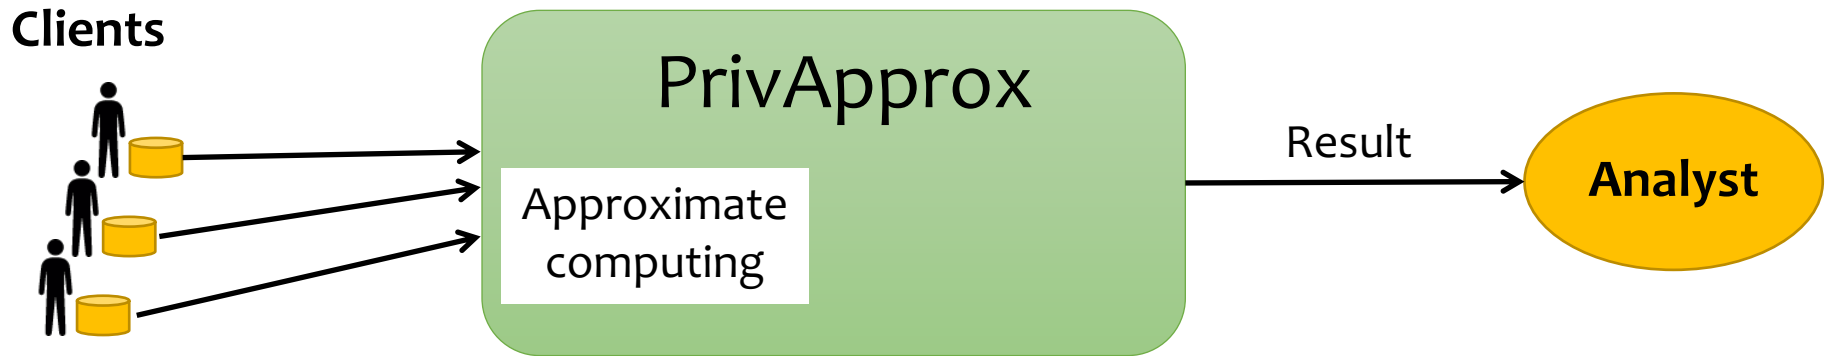 Clients
PrivApprox
Approximate
computing
Result
Analyst